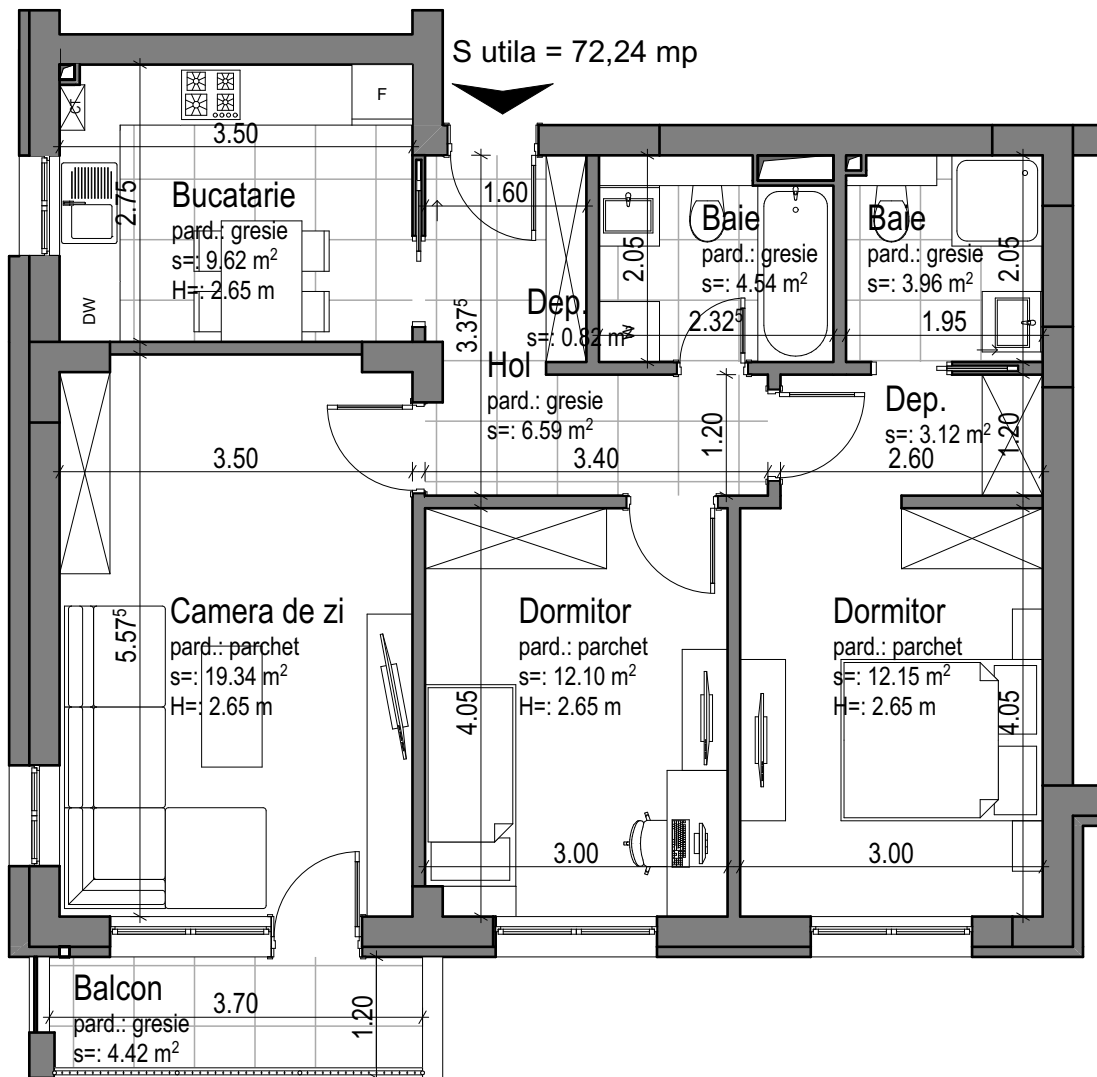 S utila = 72,24 mp
CT
F
3.50
2.75
Bucatarie
pard.: gresie
s=: 9.62 m²
H=: 2.65 m
DW
1.60
3.37⁵
Dep.
s=: 0.82 m
Hol
pard.: gresie
s=: 6.59 m²
Baie
pard.: gresie
s=: 4.54 m²
2.05
2.32⁵
Baie
pard.: gresie
s=: 3.96 m²
2.05
1.95
Dep.
s=: 3.12 m²
1.20
2.60
3.50
3.40
1.20
Camera de zi
pard.: parchet
s=: 19.34 m²
H=: 2.65 m
5.57⁵
Dormitor
pard.: parchet
s=: 12.10 m²
H=: 2.65 m
4.05
3.00
Dormitor
pard.: parchet
s=: 12.15 m²
H=: 2.65 m
4.05
3.00
Balcon
pard.: gresie
s=: 4.42 m²
3.70
1.20